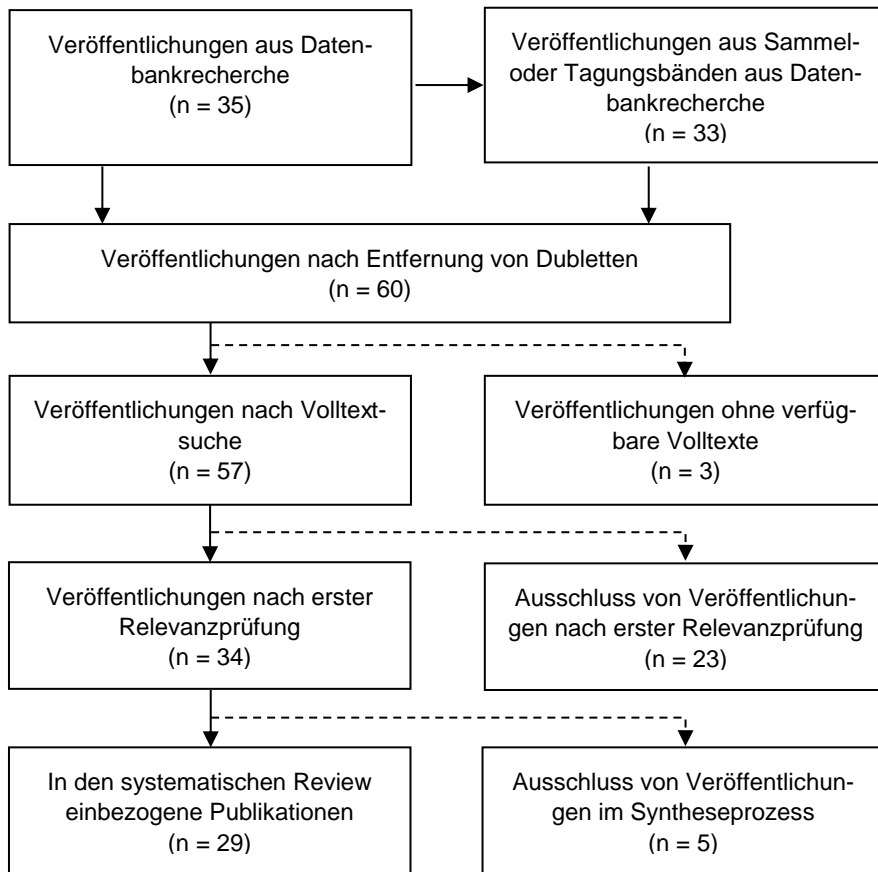 Veröffentlichungen aus Daten-
bankrecherche
(n = 35)
Veröffentlichungen aus Sammel-
oder Tagungsbänden aus Daten-
bankrecherche
(n = 33)
Veröffentlichungen nach Entfernung von Dubletten
(n = 60)
Veröffentlichungen nach Volltext-
suche
(n = 57)
Veröffentlichungen ohne verfüg-
bare Volltexte
(n = 3)
Veröffentlichungen nach erster
Relevanzprüfung
(n = 34)
Ausschluss von Veröffentlichun-
gen nach erster Relevanzprüfung
(n = 23)
In den systematischen Review
einbezogene Publikationen
(n = 29)
Ausschluss von Veröffentlichun-
gen im Syntheseprozess
(n = 5)